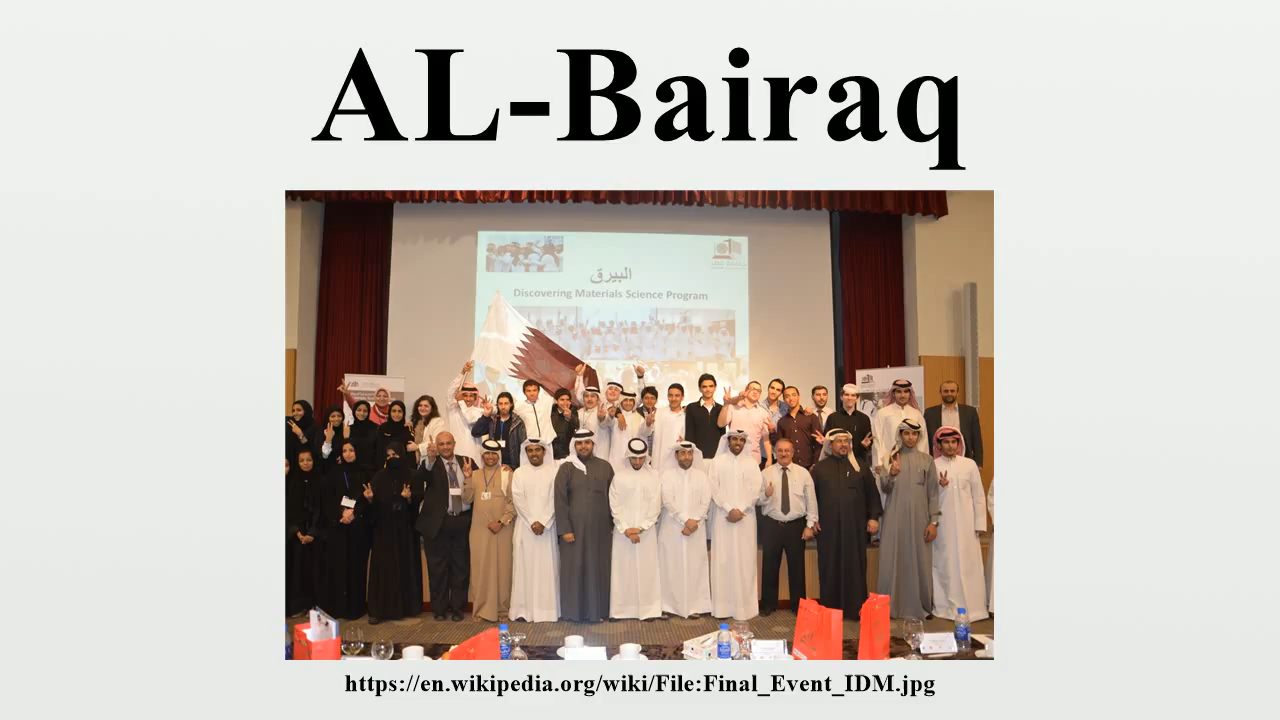 AL-Bairaq
البيرق
Discovering Materials Science Program
https://en.wikipedia.org/wiki/File:Final_Event_IDM.jpg